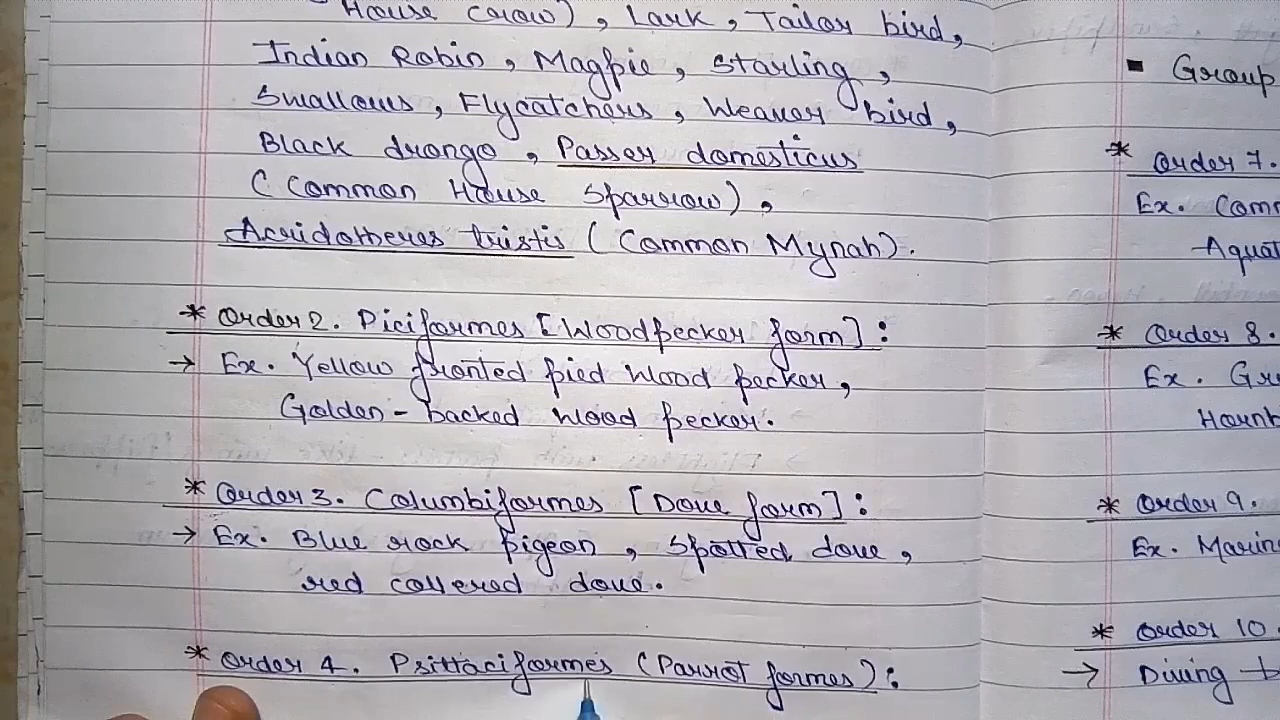 House crow), Lark, Tailor bird,
Indian Robin, Magpie, Starling,
Swallows, Flycatchers, Weaver bird,
Black drongo, Passer domesticus
(Common House Sparrow),
Acridotheres tristis (Common Mynah).
* Order 2. Piciformes [Woodpecker form]:
→ Ex. Yellow fronted pied wood pecker,
Golden-backed wood pecker.
* Order 3. Columbiformes [Dove form]:
→ Ex. Blue rock pigeon, Spotted dove,
red collered dove.
* Order 4. Psittaciformes (Parrot formes):
▪ Group
* Order 7.
Ex. Com
Aquat
* Order 8.
Ex. Gr
Hornb
* Order 9.
Ex. Marin
* Order 10.
→ Diving b